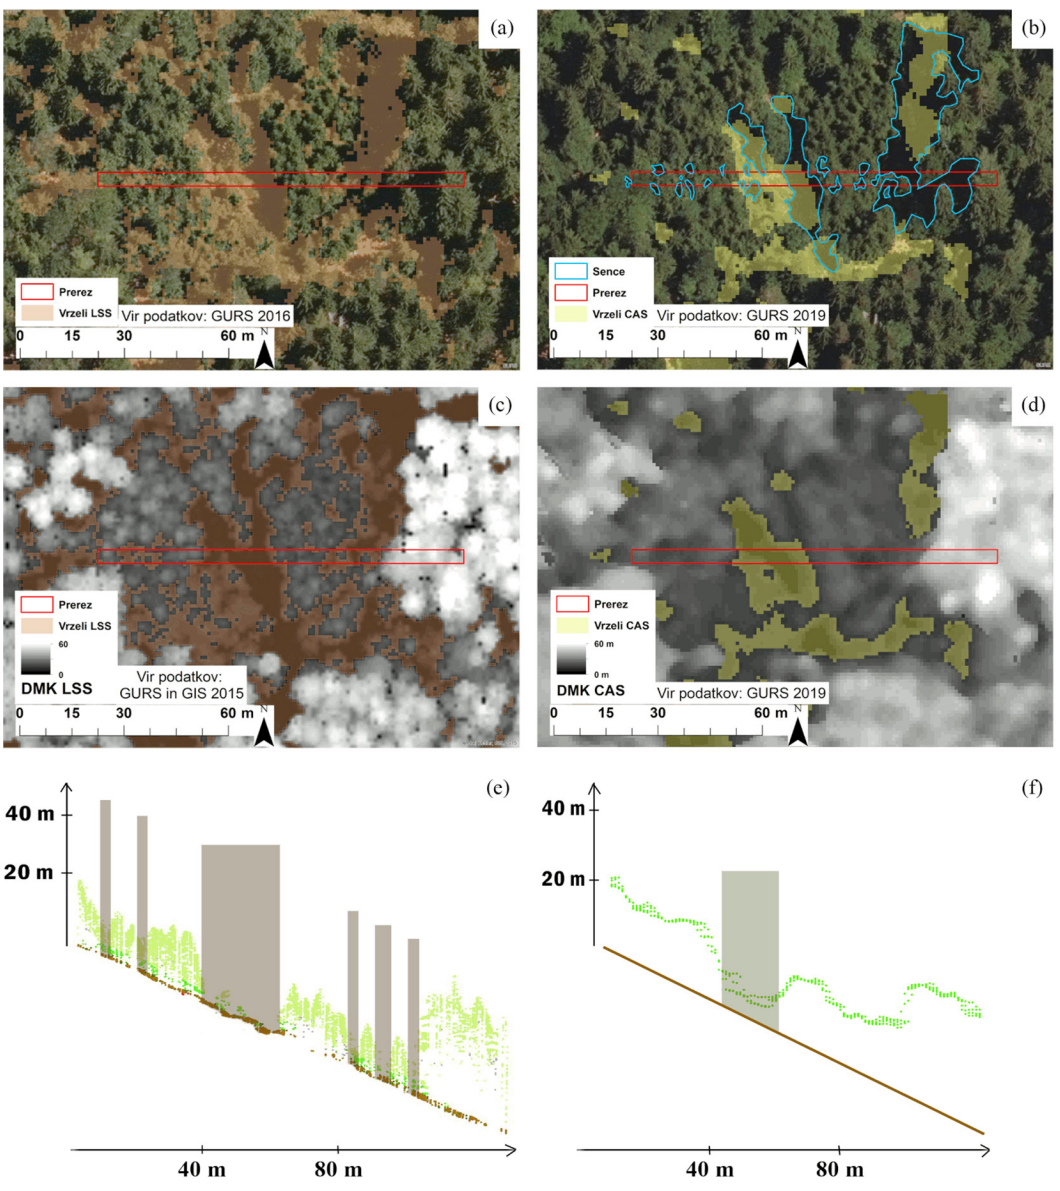 (a)
Prerez
Vrzeli LSS
Vir podatkov: GURS 2016
0 15 30 60 m
N
(b)
Sence
Prerez
Vrzeli CAS
Vir podatkov: GURS 2019
0 15 30 60 m
N
(c)
Prerez
Vrzeli LSS
60
0
DMK LSS
Vir podatkov:
GURS in GIS 2015
0 15 30 60 m
N
(d)
Prerez
Vrzeli CAS
60 m
0 m
DMK CAS
Vir podatkov: GURS 2019
0 15 30 60 m
N
(e)
40 m
20 m
40 m
80 m
(f)
40 m
20 m
40 m
80 m